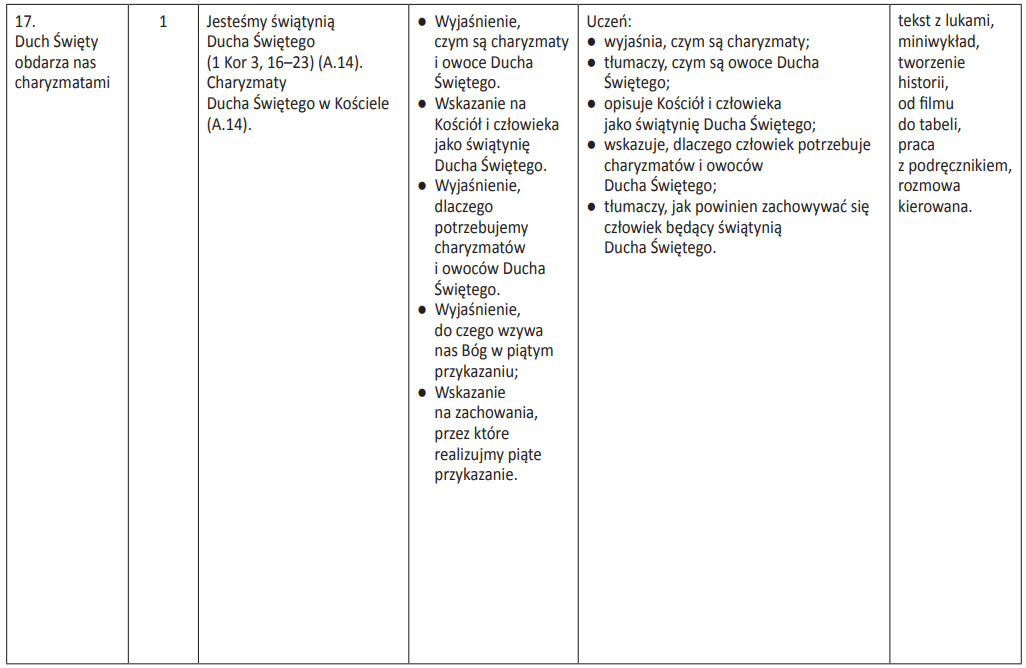 17.
Duch Święty
obdarza nas
charyzmatami
1
Jesteśmy świątynią
Ducha Świętego
(1 Kor 3, 16–23) (A.14).
Charyzmaty
Ducha Świętego w Kościele
(A.14).
● Wyjaśnienie,
czym są charyzmaty
i owoce Ducha
Świętego.
● Wskazanie na
Kościół i człowieka
jako świątynię
Ducha Świętego.
● Wyjaśnienie,
dlaczego
potrzebujemy
charyzmatów
i owoców Ducha
Świętego.
● Wyjaśnienie,
do czego wzywa
nas Bóg w piątym
przykazaniu;
● Wskazanie
na zachowania,
przez które
realizujmy piąte
przykazanie.
Uczeń:
● wyjaśnia, czym są charyzmaty;
● tłumaczy, czym są owoce Ducha
Świętego;
● opisuje Kościół i człowieka
jako świątynię Ducha Świętego;
● wskazuje, dlaczego człowiek potrzebuje
charyzmatów i owoców
Ducha Świętego;
● tłumaczy, jak powinien zachowywać się
człowiek będący świątynią
Ducha Świętego.
tekst z lukami,
miniwykład,
tworzenie
historii,
od filmu
do tabeli,
praca
z podręcznikiem,
rozmowa
kierowana.